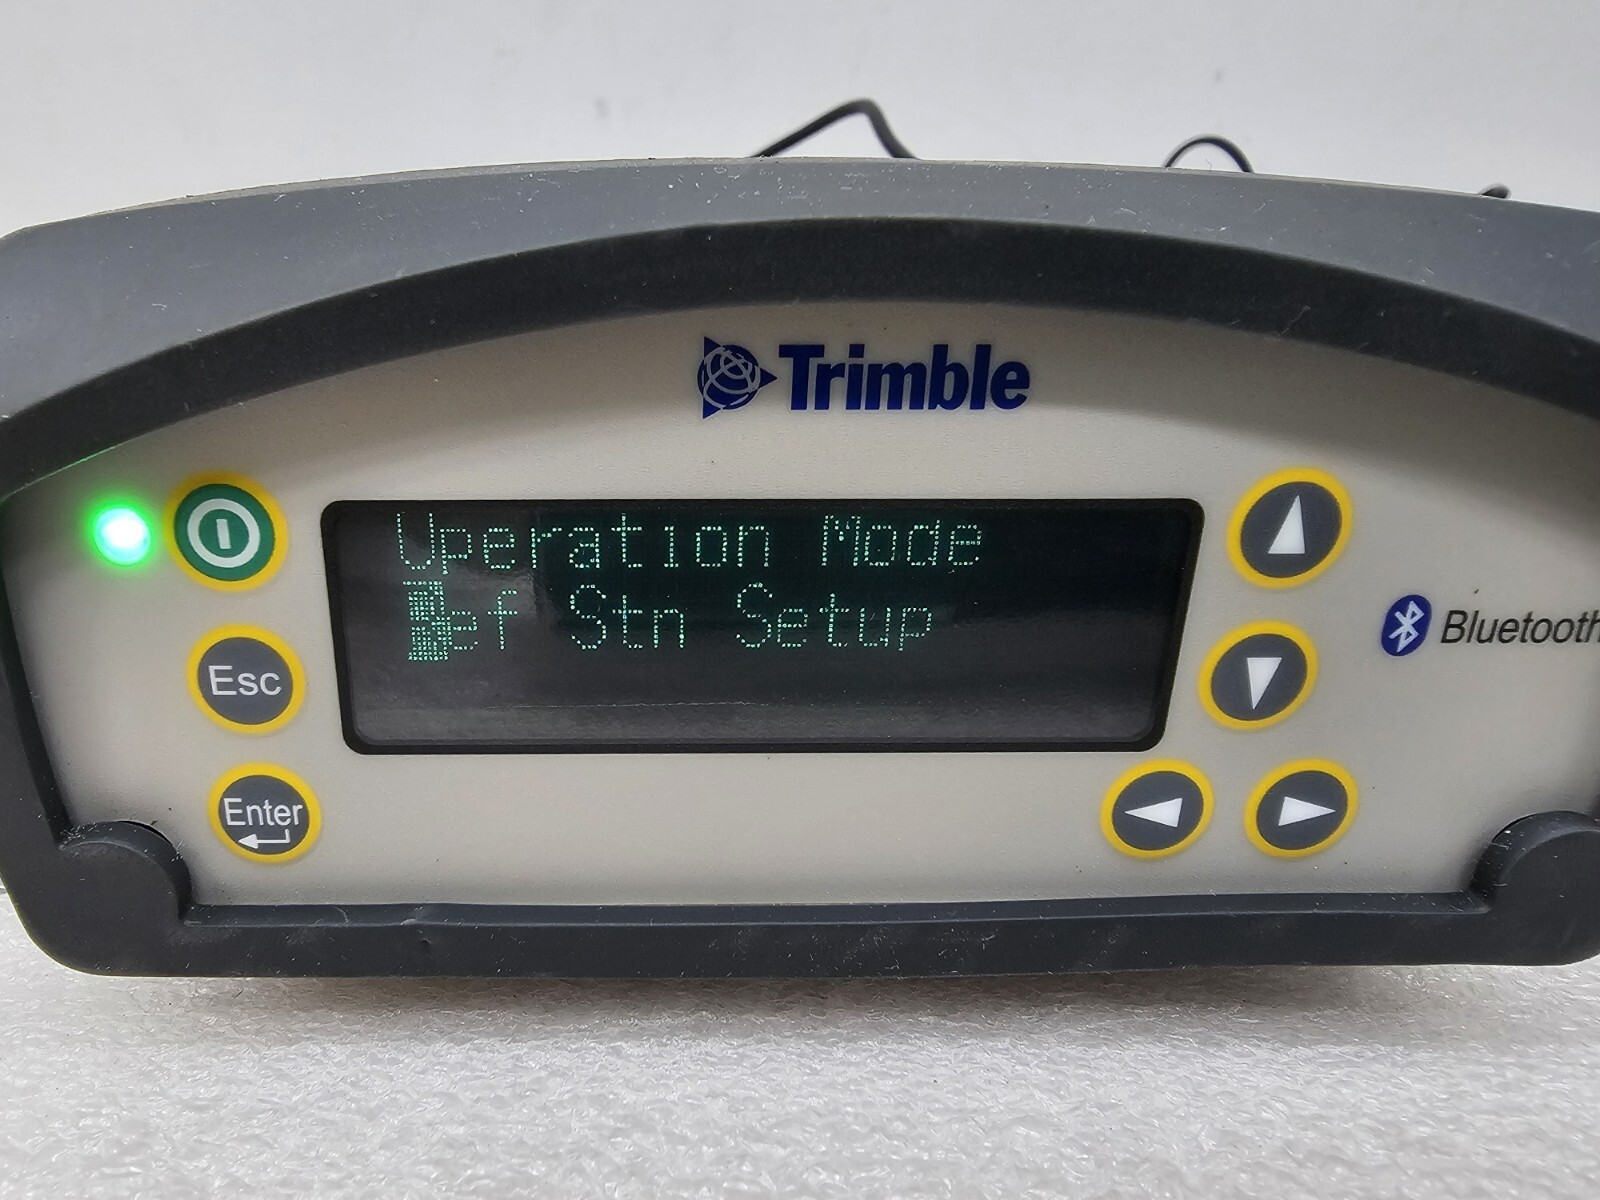 Trimble
Operation Mode
Ref Stn Setup
Esc
Enter
Bluetooth